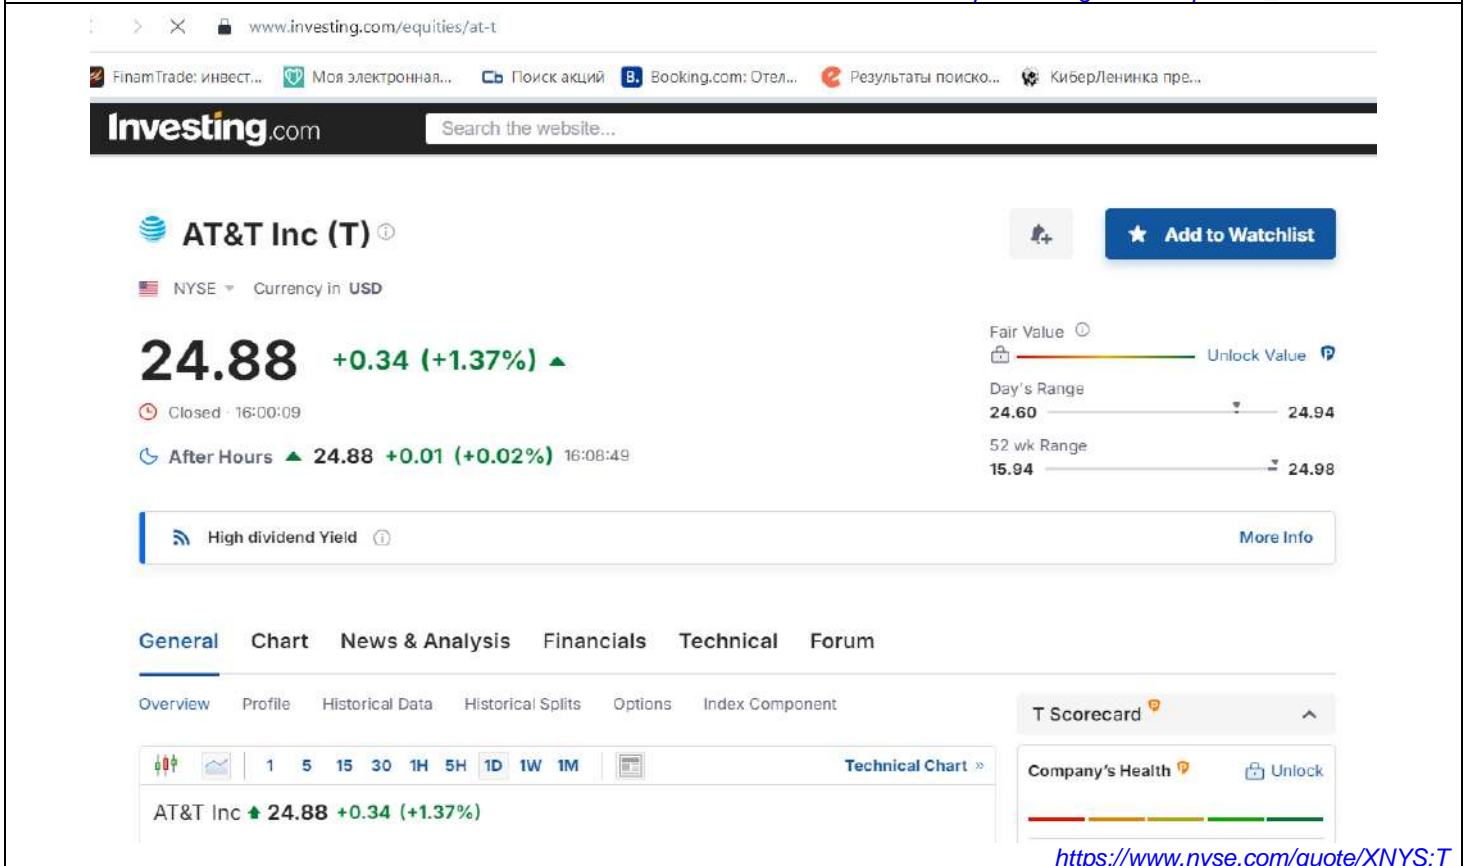 www.investing.com/equities/at-t
FinamTrade: инвест... Моя электронная... Сb Поиск акций B. Booking.com: Отел... Результаты поиско... КиберЛенинка пре...
Investing.com Search the website...
AT&T Inc (T)
Add to Watchlist
NYSE Currency in USD
24.88 +0.34 (+1.37%)
Closed · 16:00:09
After Hours 24.88 +0.01 (+0.02%) 16:08:49
Fair Value
Unlock Value
Day's Range
24.60 24.94
52 wk Range
15.94 24.98
High dividend Yield More Info
General Chart News & Analysis Financials Technical Forum
Overview Profile Historical Data Historical Splits Options Index Component
1 5 15 30 1H 5H 1D 1W 1M Technical Chart »
AT&T Inc 24.88 +0.34 (+1.37%)
T Scorecard
Company's Health Unlock
https://www.nyse.com/quote/XNYS:T